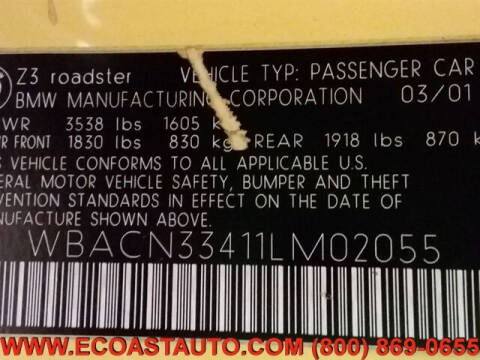 Z3 roadster VEHICLE TYP: PASSENGER CAR
BMW MANUFACTURING CORPORATION 03/01
WR 3538 lbs 1605 k
WR FRONT 1830 lbs 830 kg REAR 1918 lbs 870 k
S VEHICLE CONFORMS TO ALL APPLICABLE U.S.
ERAL MOTOR VEHICLE SAFETY, BUMPER AND THEFT
VENTION STANDARDS IN EFFECT ON THE DATE OF
NUFACTURE SHOWN ABOVE.
WBACN33411LM02055
WWW.ECOASTAUTO.COM (800) 869-0655